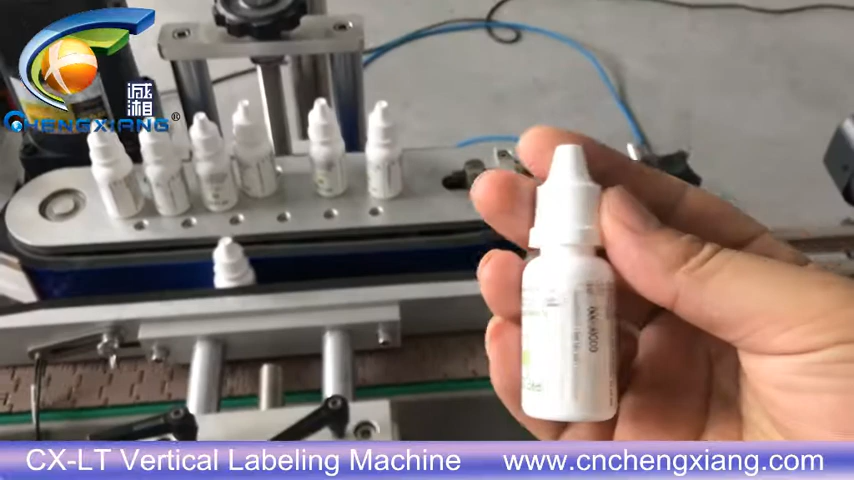 诚
湘
CHENGXIANG®
CX-LT Vertical Labeling Machine
www.cnchengxiang.com